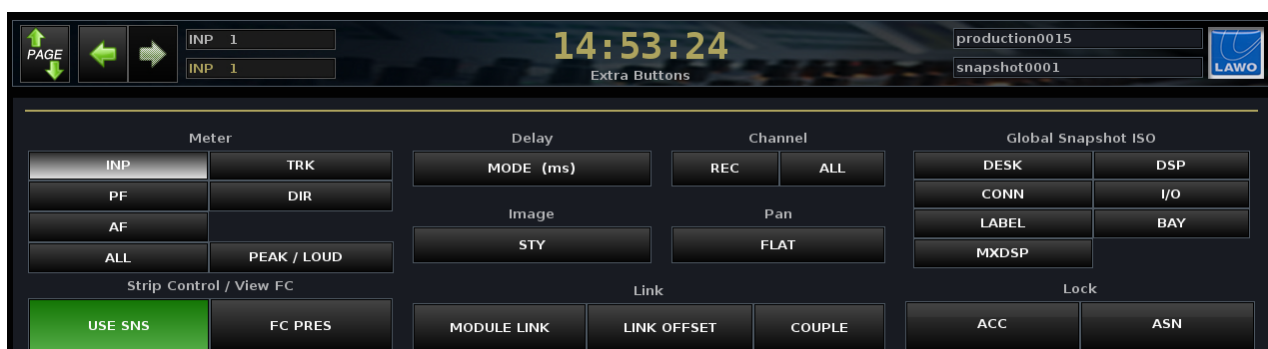 PAGE
INP 1
INP 1
14:53:24
Extra Buttons
production0015
snapshot0001
LAWO
Meter
INP TRK
PF DIR
AF
ALL PEAK / LOUD
Delay
MODE (ms)
Channel
REC ALL
Image
STY
Pan
FLAT
Global Snapshot ISO
DESK DSP
CONN I/O
LABEL BAY
MXDSP
Strip Control / View FC
USE SNS FC PRES
Link
MODULE LINK LINK OFFSET COUPLE
Lock
ACC ASN